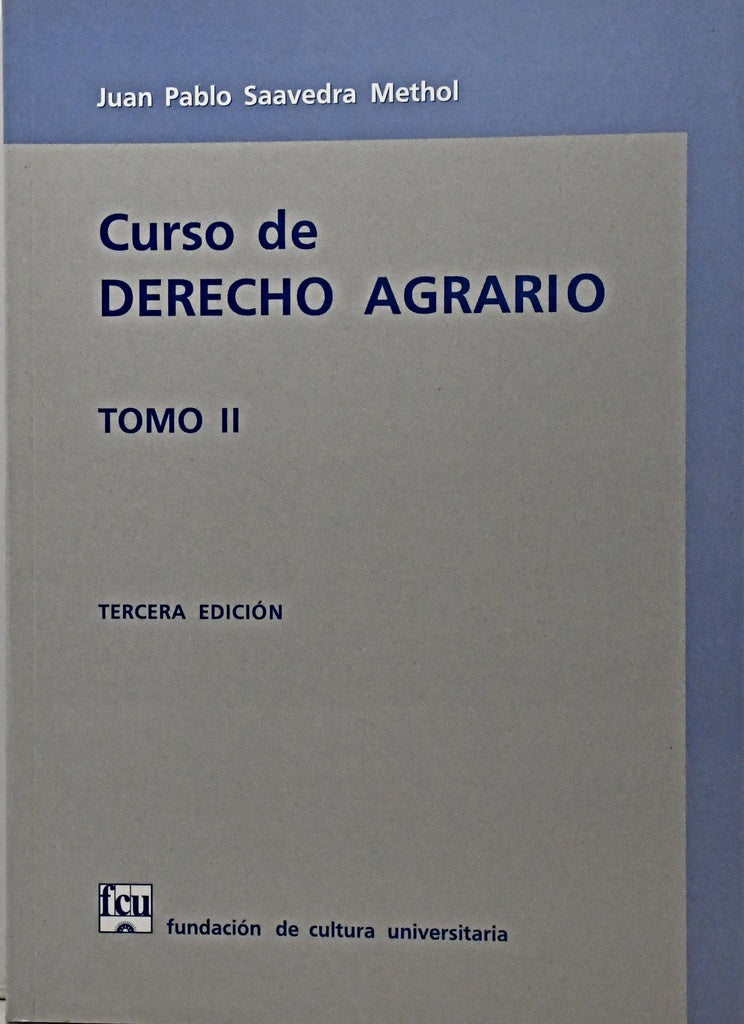 Juan Pablo Saavedra Methol
Curso de
DERECHO AGRARIO
TOMO II
TERCERA EDICIÓN
fcu
fundación de cultura universitaria